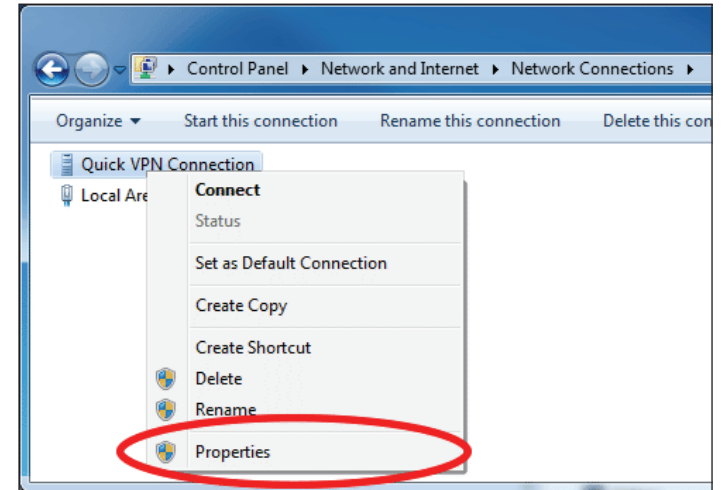 Control Panel Network and Internet Network Connections
Organize Start this connection Rename this connection Delete this con
Quick VPN Connection
Local Are
Connect
Status
Set as Default Connection
Create Copy
Create Shortcut
Delete
Rename
Properties